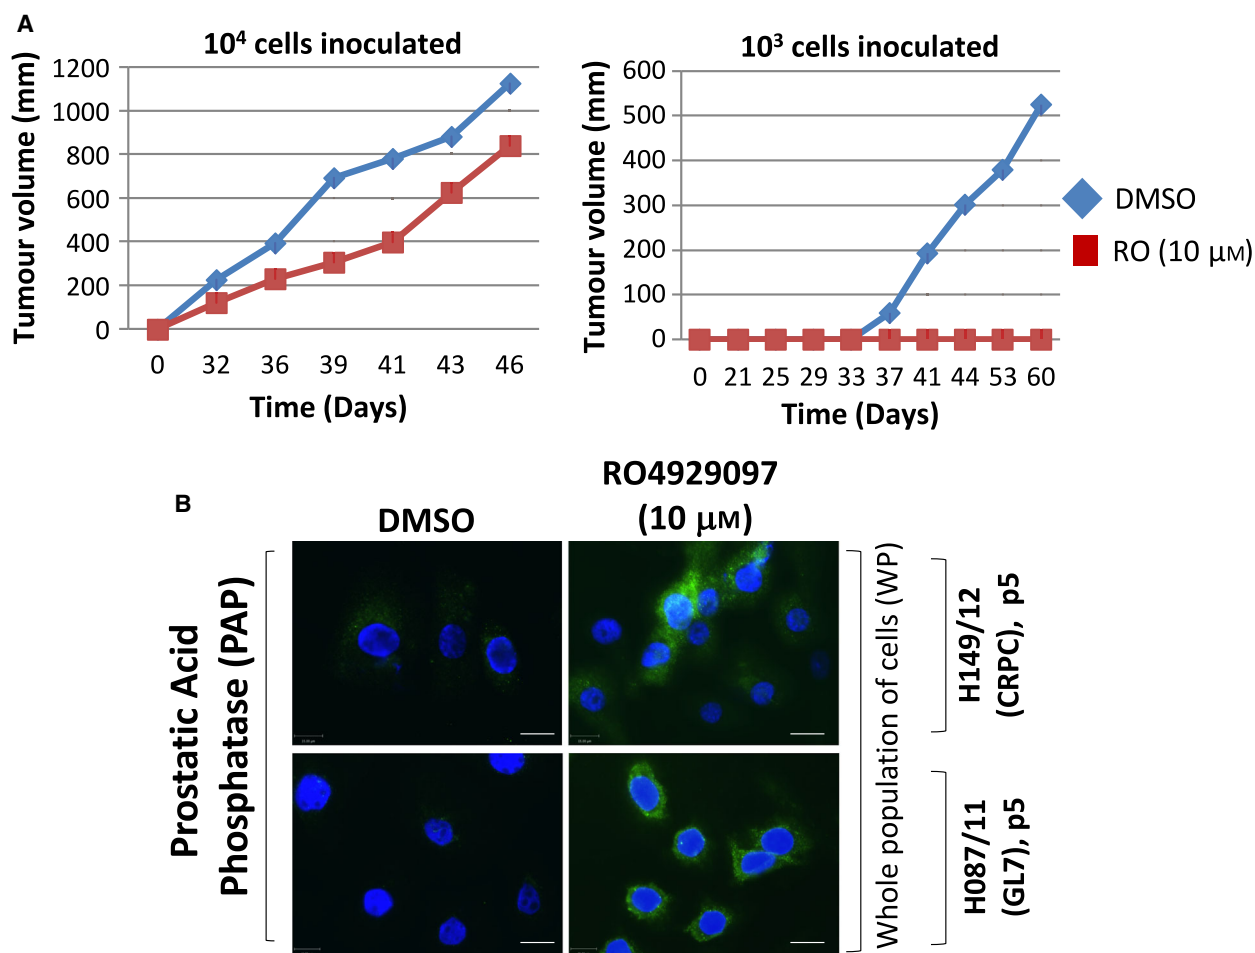 A
10⁴ cells inoculated
Tumour volume (mm)
1200
1000
800
600
400
200
0
0 32 36 39 41 43 46
Time (Days)
10³ cells inoculated
Tumour volume (mm)
600
500
400
300
200
100
0
0 21 25 29 33 37 41 44 53 60
Time (Days)
DMSO
RO (10 μM)
B
DMSO
RO4929097
(10 μM)
Prostatic Acid
Phosphatase (PAP)
Whole population of cells (WP)
H149/12
(CRPC), p5
H087/11
(GL7), p5